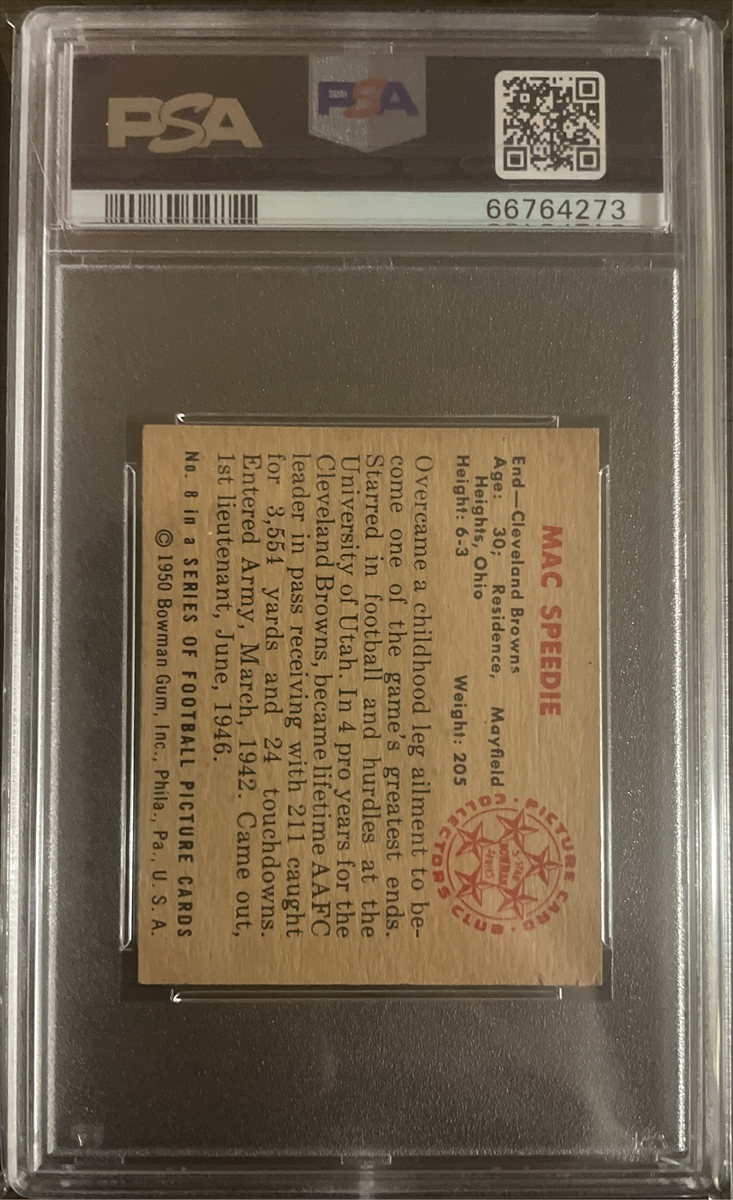 PSA
PSA
66764273
MAC SPEEDIE
End—Cleveland Browns
Age: 30; Residence, Mayfield
Heights, Ohio
Height: 6-3 Weight: 205
PICTURE CARD
COLLECTORS CLUB
Overcame a childhood leg ailment to be-
come one of the game's greatest ends.
Starred in football and hurdles at the
University of Utah. In 4 pro years for the
Cleveland Browns, became lifetime AAFC
leader in pass receiving with 211 caught
for 3,554 yards and 24 touchdowns.
Entered Army, March, 1942. Came out,
1st lieutenant, June, 1946.
No. 8 in a SERIES OF FOOTBALL PICTURE CARDS
© 1950 Bowman Gum, Inc., Phila., Pa., U. S. A.